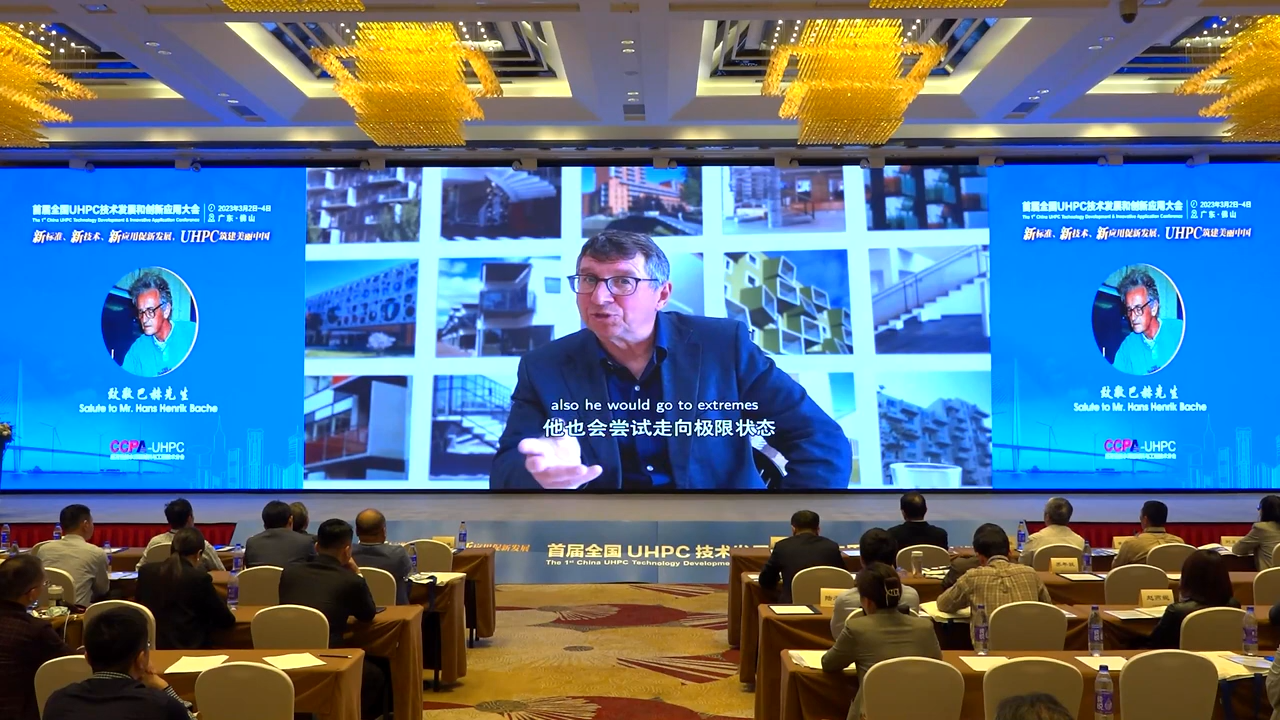 首届全国UHPC技术发展和创新应用大会
The 1st China UHPC Technology Development & Innovative Application Conference
2023年3月2日-4日
广东·佛山
新标准、新技术、新应用促新发展，UHPC筑建美丽中国
致敬巴赫先生
Salute to Mr. Hans Henrik Bache
CCPA-UHPC
also he would go to extremes
他也会尝试走向极限状态
首届全国UHPC技术发展和创新应用大会
The 1st China UHPC Technology Development & Innovative Application Conference
2023年3月2日-4日
广东·佛山
新标准、新技术、新应用促新发展，UHPC筑建美丽中国
致敬巴赫先生
Salute to Mr. Hans Henrik Bache
CCPA-UHPC
应用促新发展
首届全国 UHPC 技术
The 1st China UHPC Technology